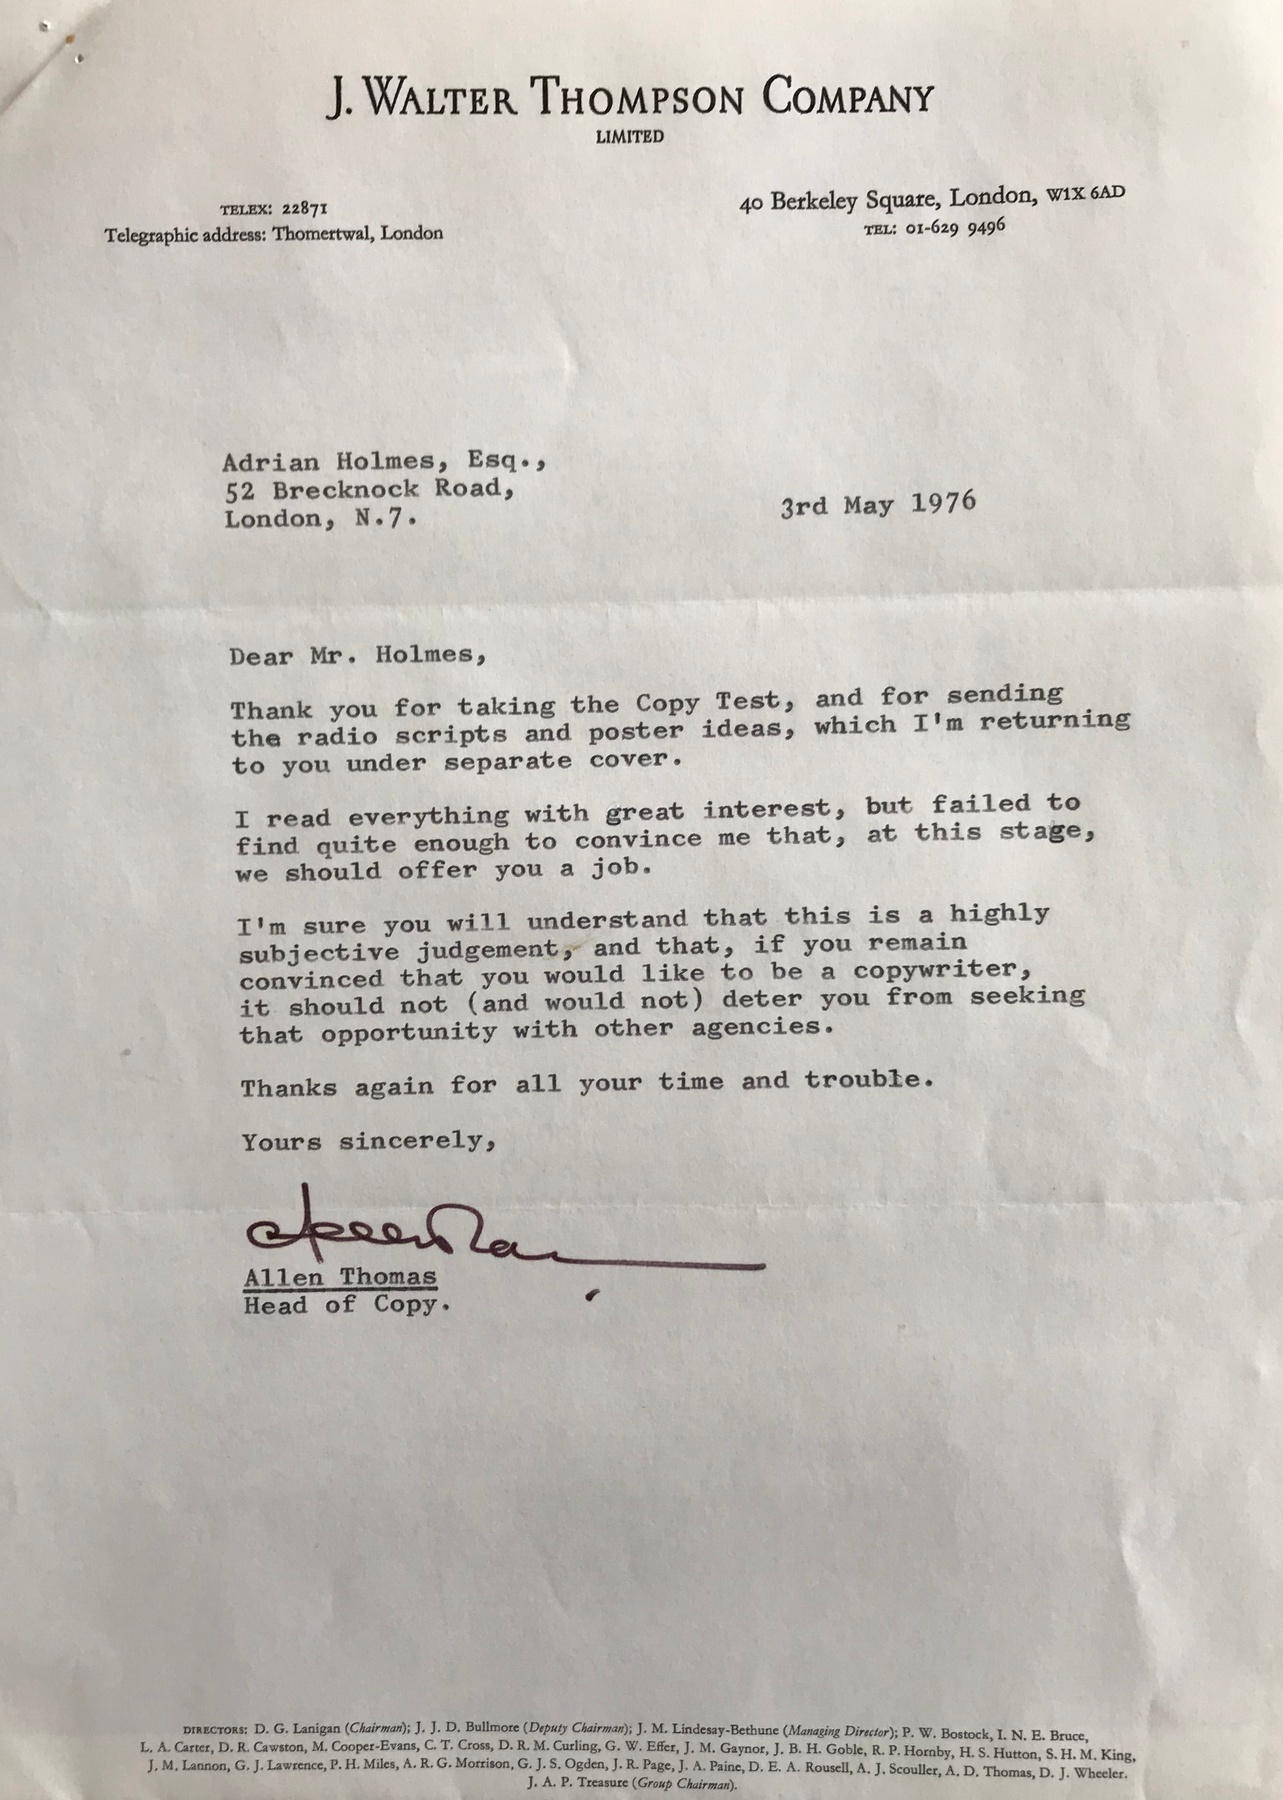 J. WALTER THOMPSON COMPANY
LIMITED
TELEX: 22871
Telegraphic address: Thomertwal, London
40 Berkeley Square, London, W1X 6AD
TEL: 01-629 9496
Adrian Holmes, Esq.,
52 Brecknock Road,
London, N.7.
3rd May 1976
Dear Mr. Holmes,
Thank you for taking the Copy Test, and for sending
the radio scripts and poster ideas, which I'm returning
to you under separate cover.
I read everything with great interest, but failed to
find quite enough to convince me that, at this stage,
we should offer you a job.
I'm sure you will understand that this is a highly
subjective judgement, and that, if you remain
convinced that you would like to be a copywriter,
it should not (and would not) deter you from seeking
that opportunity with other agencies.
Thanks again for all your time and trouble.
Yours sincerely,
Allen Thomas
Head of Copy.
DIRECTORS: D. G. Lanigan (Chairman); J. J. D. Bullmore (Deputy Chairman); J. M. Lindesay-Bethune (Managing Director); P. W. Bostock, I. N. E. Bruce,
L. A. Carter, D. R. Cawston, M. Cooper-Evans, C. T. Cross, D. R. M. Curling, G. W. Effer, J. M. Gaynor, J. B. H. Goble, R. P. Hornby, H. S. Hutton, S. H. M. King,
J. M. Lannon, G. J. Lawrence, P. H. Miles, A. R. G. Morrison, G. J. S. Ogden, J. R. Page, J. A. Paine, D. E. A. Rousell, A. J. Scouller, A. D. Thomas, D. J. Wheeler.
J. A. P. Treasure (Group Chairman).